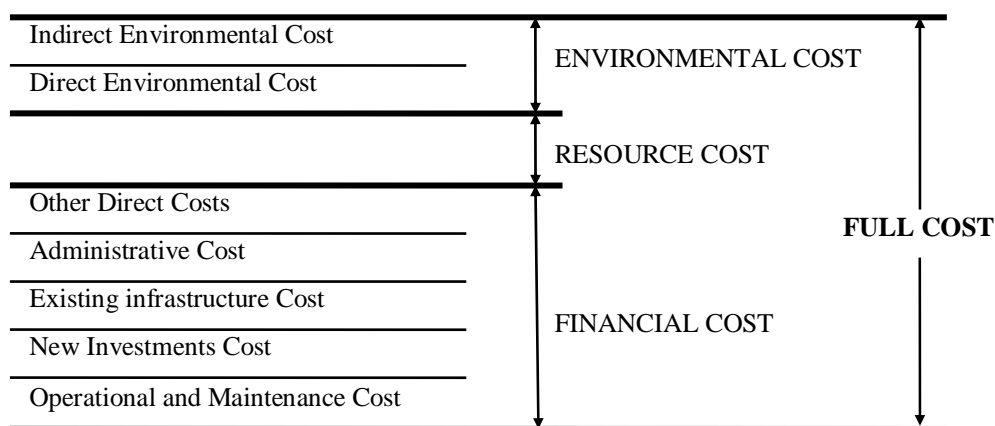 Indirect Environmental Cost
ENVIRONMENTAL COST
Direct Environmental Cost
RESOURCE COST
Other Direct Costs
FULL COST
Administrative Cost
Existing infrastructure Cost
FINANCIAL COST
New Investments Cost
Operational and Maintenance Cost